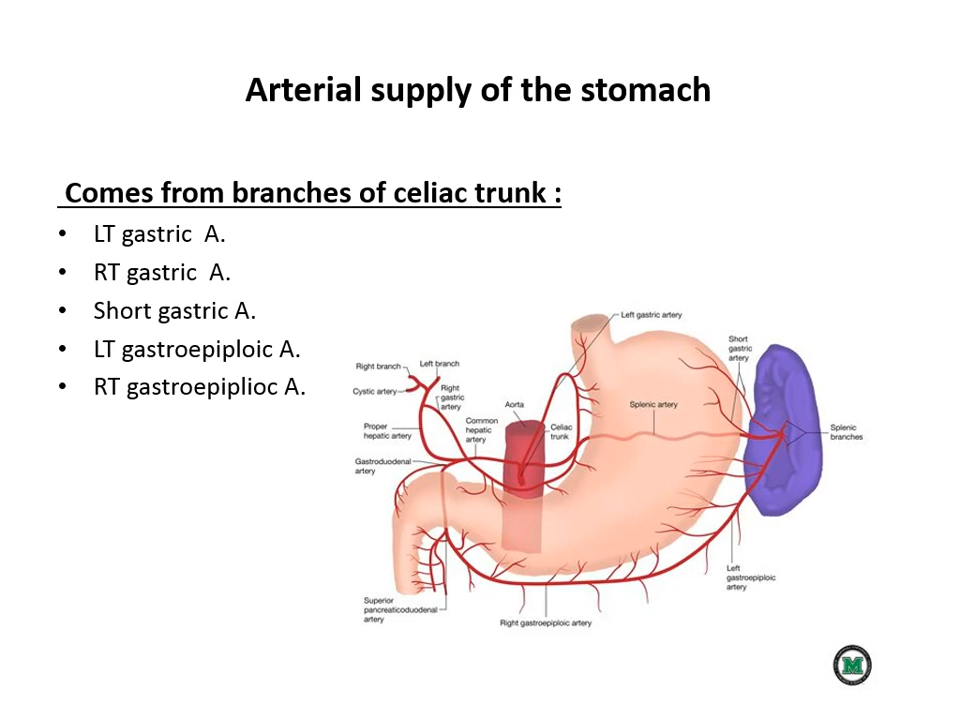 Arterial supply of the stomach
Comes from branches of celiac trunk :
• LT gastric A.
• RT gastric A.
• Short gastric A.
• LT gastroepiploic A.
• RT gastroepiplioc A.
Left gastric artery
Short
gastric
artery
Right branch
Left branch
Cystic artery
Right
gastric
artery
Aorta
Splenic artery
Common
hepatic
artery
Proper
hepatic artery
Celiac
trunk
Splenic
branches
Gastroduodenal
artery
Left
gastroepiploic
artery
Superior
pancreaticoduodenal
artery
Right gastroepiploic artery
M